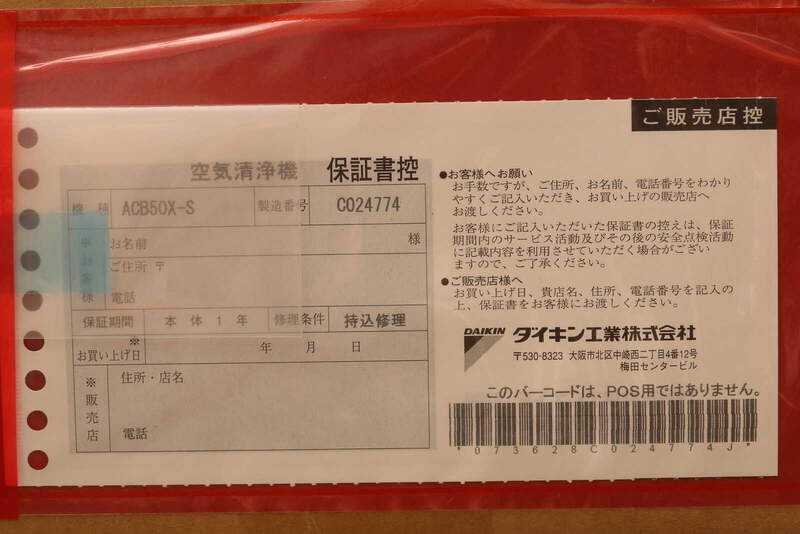 ご販売店控
空気清浄機 保証書控
機種 ACB50X-S 製造番号 C024774
※お客様
お名前 様
ご住所 〒
電話
保証期間 本体1年 修理条件 持込修理
※お買い上げ日 年 月 日
※販売店
住所・店名
電話
●お客様へお願い
お手数ですが、ご住所、お名前、電話番号をわかり
やすくご記入いただき、お買い上げの販売店へ
お渡しください。
お客様にご記入いただいた保証書の控えは、保証
期間内のサービス活動及びその後の安全点検活動
に記載内容を利用させていただく場合がござい
ますので、ご了承ください。
●ご販売店様へ
お買い上げ日、貴店名、住所、電話番号を記入の
上、保証書をお客様にお渡しください。
DAIKIN ダイキン工業株式会社
〒530-8323 大阪市北区中崎西二丁目4番12号
梅田センタービル
このバーコードは、POS用ではありません。
*073628C024774J*